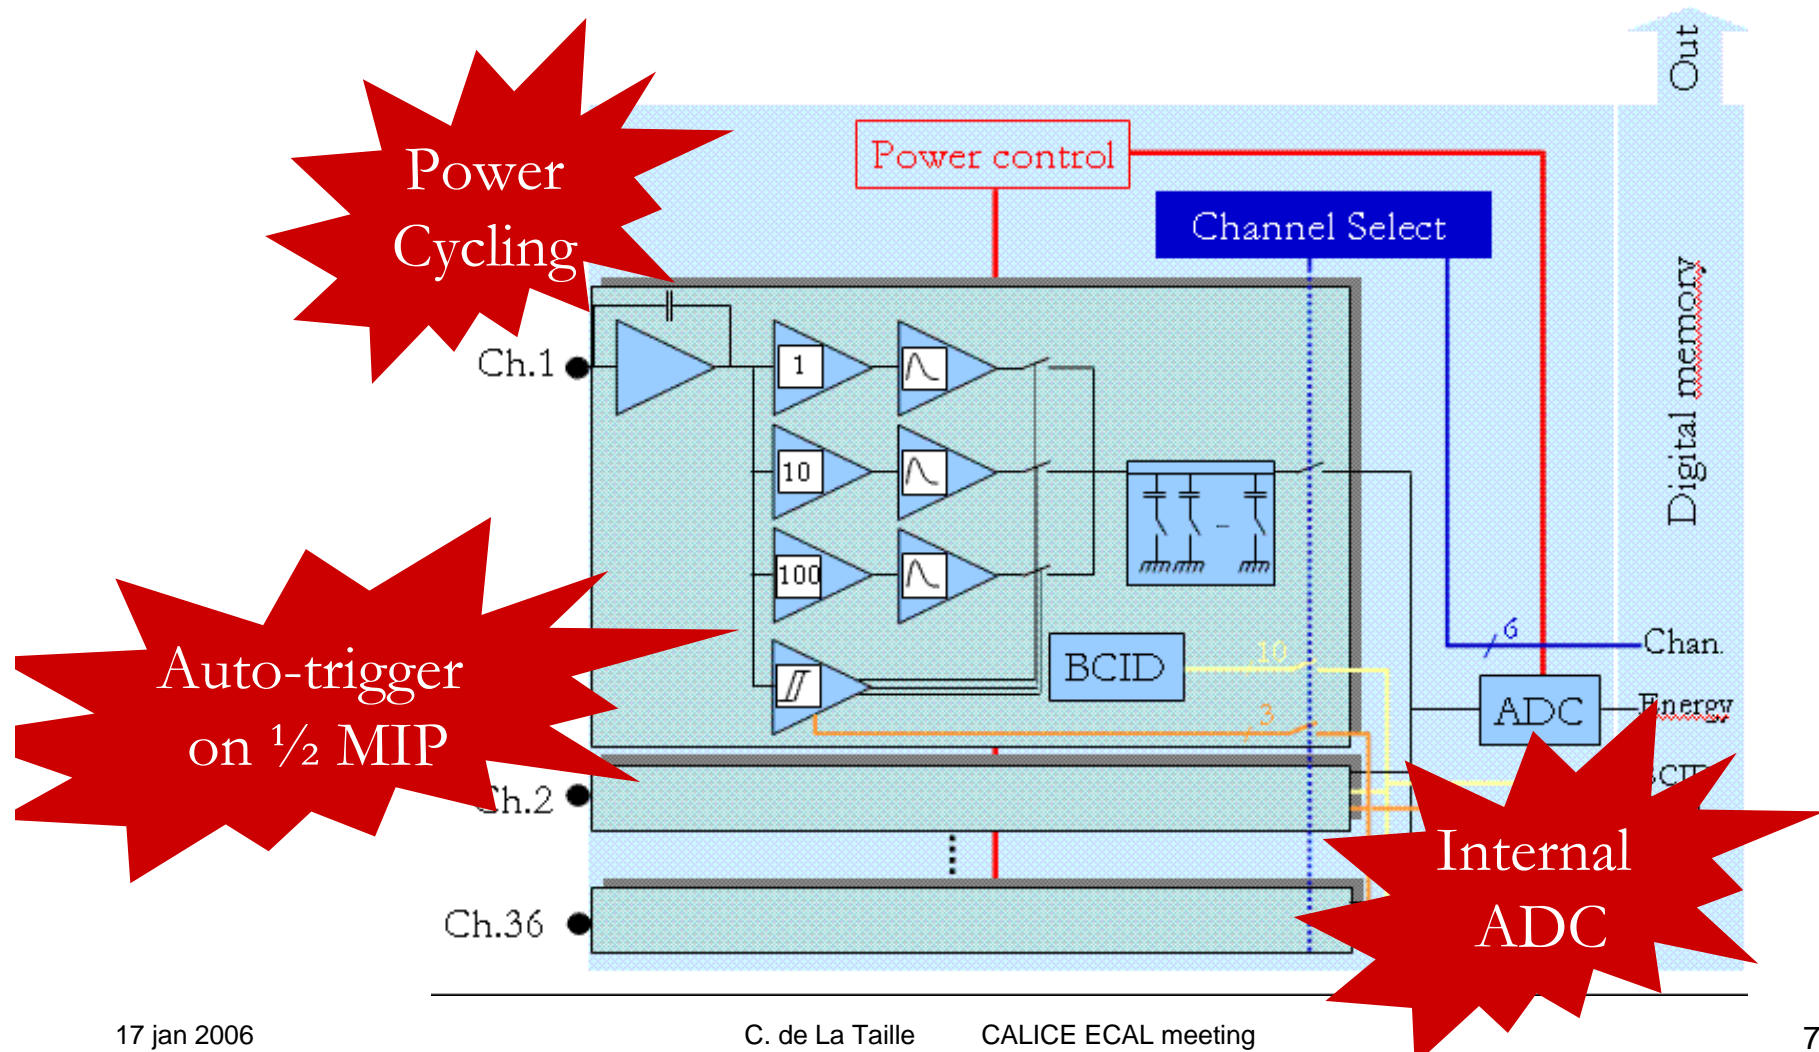 Out
Power
Cycling
Power control
Channel Select
Digital memory
Ch.1
1
10
100
Auto-trigger
on ½ MIP
BCID
10
3
6
Chan.
ADC
Energy
Ch.2
Internal
ADC
Ch.36
17 jan 2006
C. de La Taille
CALICE ECAL meeting
7